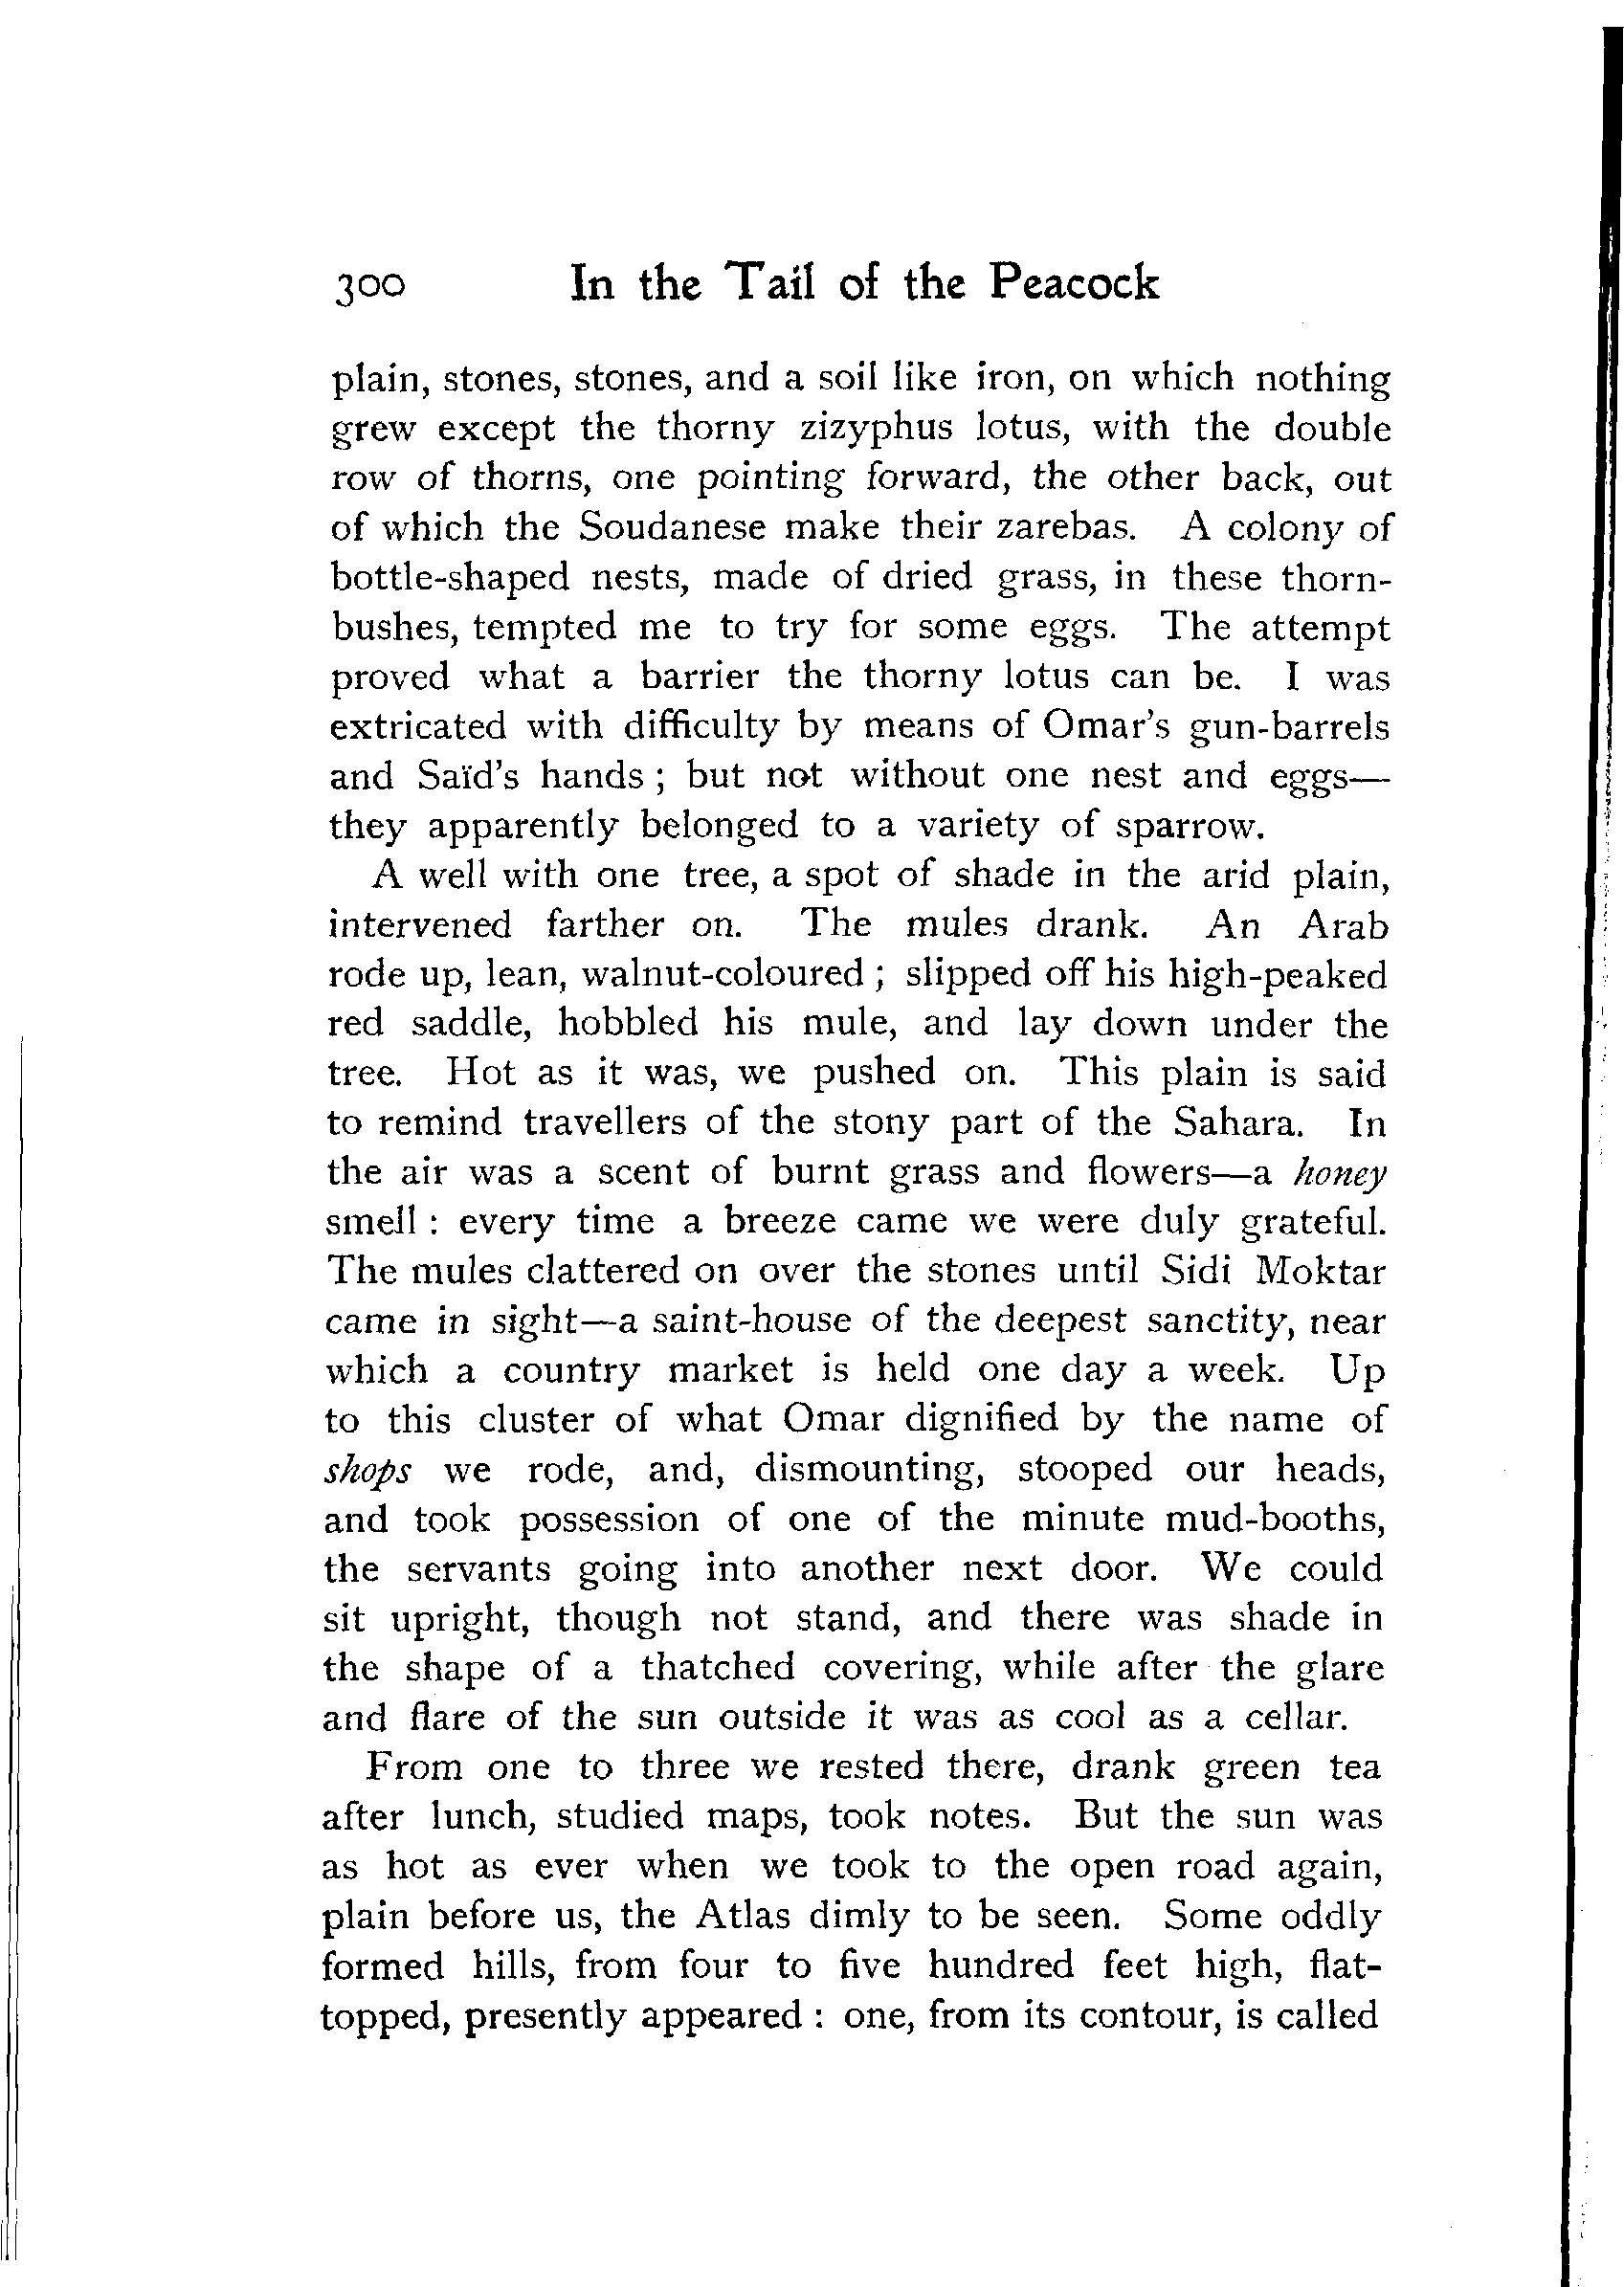 300 In the Tail of the Peacock
plain, stones, stones, and a soil like iron, on which nothing
grew except the thorny zizyphus lotus, with the double
row of thorns, one pointing forward, the other back, out
of which the Soudanese make their zarebas. A colony of
bottle-shaped nests, made of dried grass, in these thorn-
bushes, tempted me to try for some eggs. The attempt
proved what a barrier the thorny lotus can be. I was
extricated with difficulty by means of Omar's gun-barrels
and Saïd's hands ; but not without one nest and eggs—
they apparently belonged to a variety of sparrow.
A well with one tree, a spot of shade in the arid plain,
intervened farther on. The mules drank. An Arab
rode up, lean, walnut-coloured ; slipped off his high-peaked
red saddle, hobbled his mule, and lay down under the
tree. Hot as it was, we pushed on. This plain is said
to remind travellers of the stony part of the Sahara. In
the air was a scent of burnt grass and flowers—a honey
smell : every time a breeze came we were duly grateful.
The mules clattered on over the stones until Sidi Moktar
came in sight—a saint-house of the deepest sanctity, near
which a country market is held one day a week. Up
to this cluster of what Omar dignified by the name of
shops we rode, and, dismounting, stooped our heads,
and took possession of one of the minute mud-booths,
the servants going into another next door. We could
sit upright, though not stand, and there was shade in
the shape of a thatched covering, while after the glare
and flare of the sun outside it was as cool as a cellar.
From one to three we rested there, drank green tea
after lunch, studied maps, took notes. But the sun was
as hot as ever when we took to the open road again,
plain before us, the Atlas dimly to be seen. Some oddly
formed hills, from four to five hundred feet high, flat-
topped, presently appeared : one, from its contour, is called